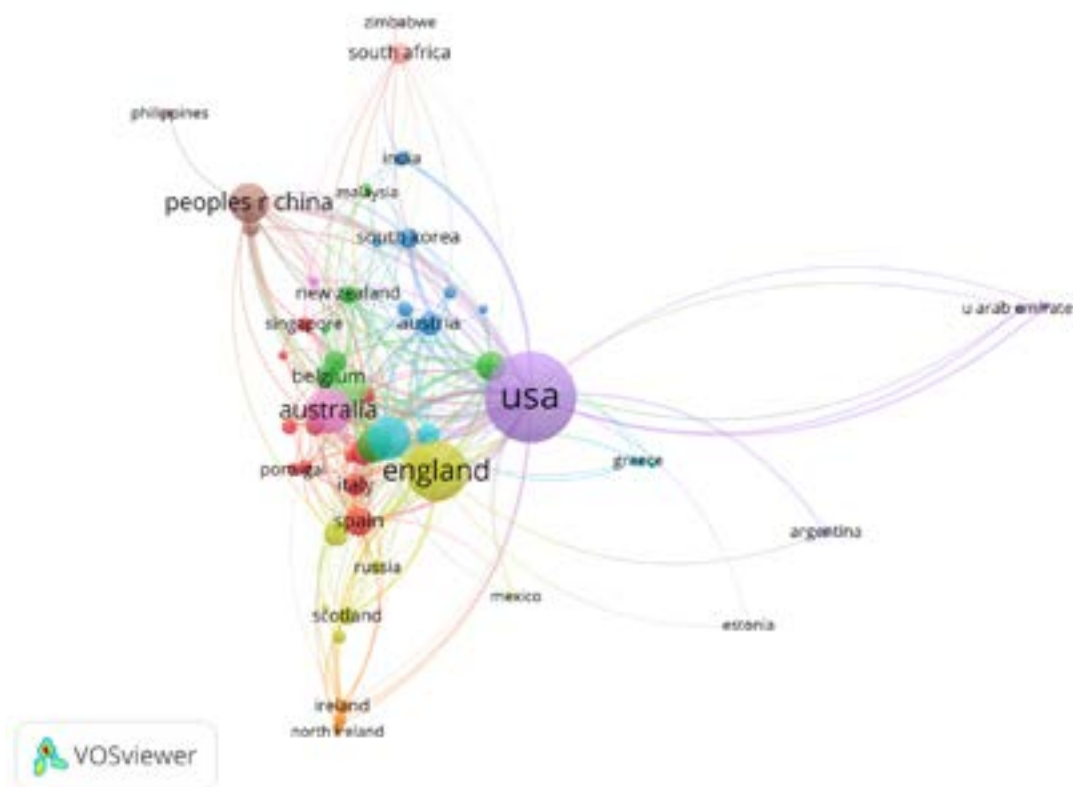 zimbabwe
south africa
philippines
india
malaysia
peoples r china
south korea
new zealand
u arab emirate
singapore
austria
belgium
usa
australia
greece
portugal
england
italy
spain
argentina
russia
mexico
scotland
estonia
ireland
north ireland
VOSviewer